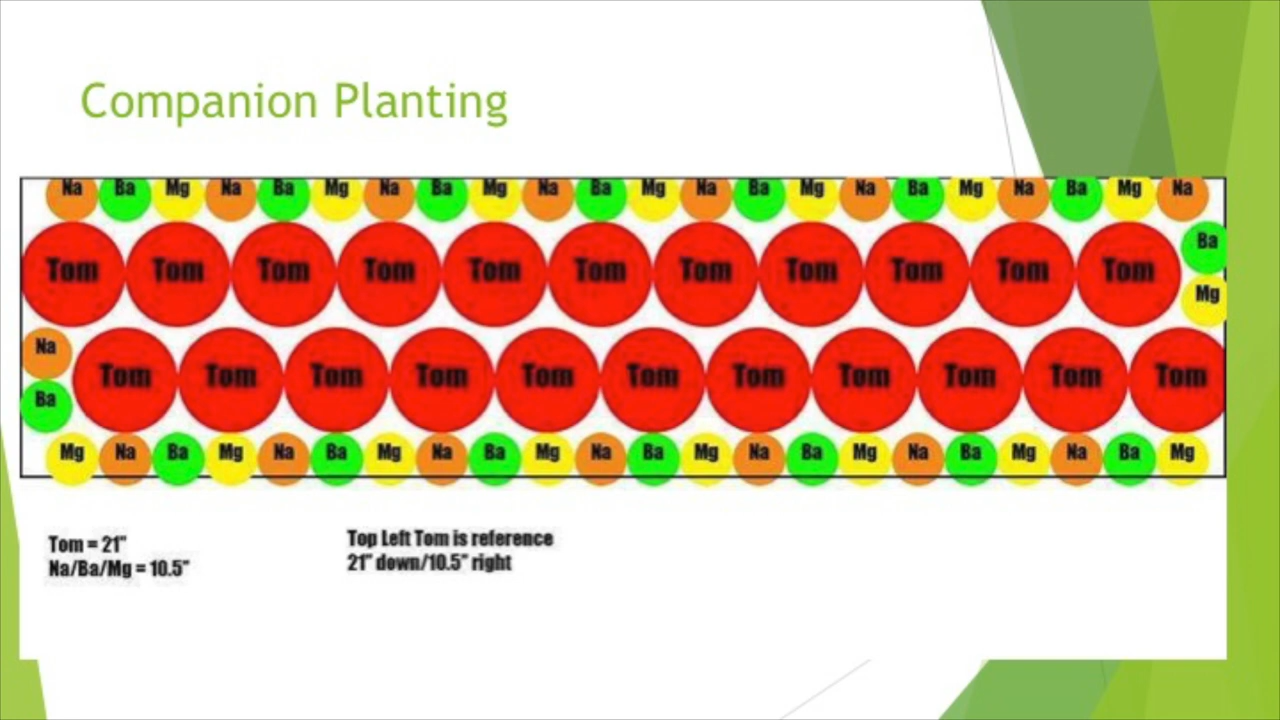 Companion Planting
Na Ba Mg Na Ba Mg Na Ba Mg Na Ba Mg Na Ba Mg Na Ba Mg Na Ba Mg Na
Ba
Tom Tom Tom Tom Tom Tom Tom Tom Tom Tom Tom
Mg
Na
Tom Tom Tom Tom Tom Tom Tom Tom Tom Tom Tom
Ba
Mg Na Ba Mg Na Ba Mg Na Ba Mg Na Ba Mg Na Ba Mg Na Ba Mg Na Ba Mg
Tom = 21"
Na/Ba/Mg = 10.5"
Top Left Tom is reference
21" down/10.5" right